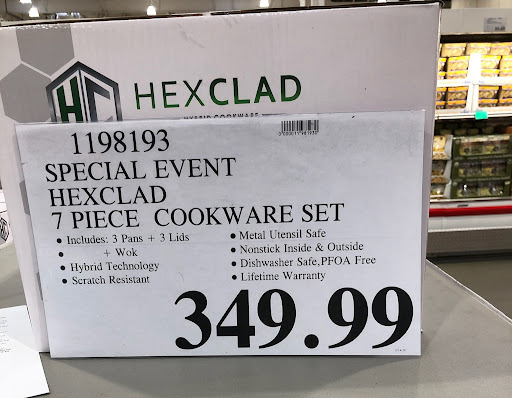 HC HEXCLAD
HYBRID COOKWARE
1198193
SPECIAL EVENT
HEXCLAD
7 PIECE COOKWARE SET
• Includes: 3 Pans + 3 Lids
• + Wok
• Hybrid Technology
• Scratch Resistant
• Metal Utensil Safe
• Nonstick Inside & Outside
• Dishwasher Safe,PFOA Free
• Lifetime Warranty
349.99